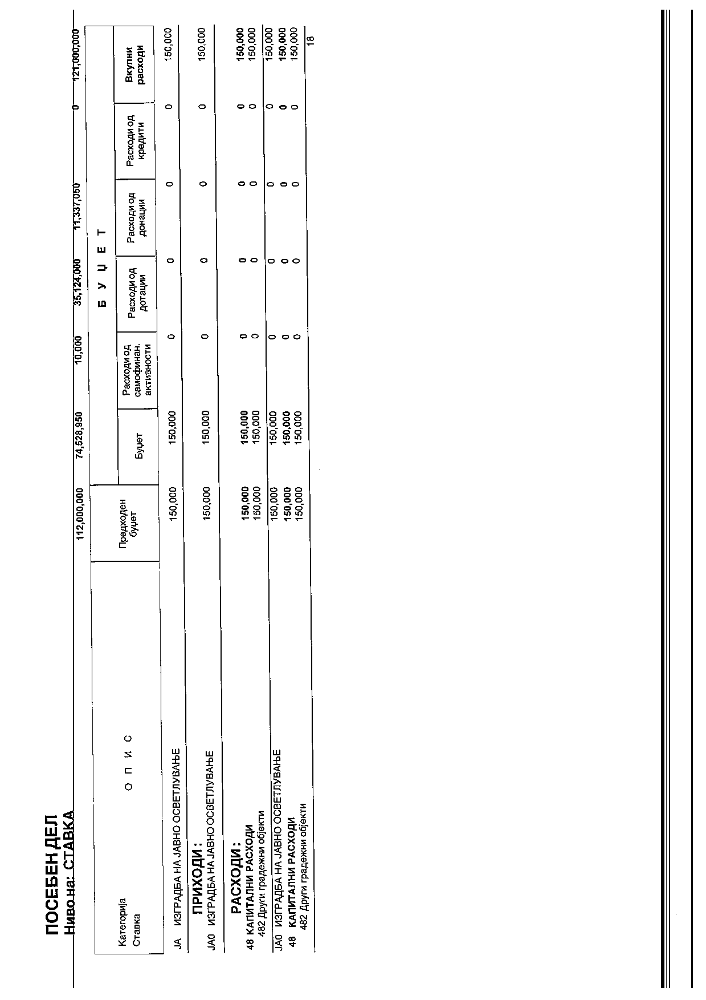 ПОСЕБЕН ДЕЛ
Ниво на: СТАВКА
112,000,000 74,528,950 10,000 35,124,000 11,337,050 0 121,000,000
Б У Џ Е Т
Категорија
Ставка
О П И С
Предходен
буџет
Буџет
Расходи од
самофинан.
активности
Расходи од
дотации
Расходи од
донации
Расходи од
кредити
Вкупни
расходи
JA ИЗГРАДБА НА ЈАВНО ОСВЕТЛУВАЊЕ 150,000 150,000 0 0 0 0 150,000
ПРИХОДИ :
JA0 ИЗГРАДБА НА ЈАВНО ОСВЕТЛУВАЊЕ 150,000 150,000 0 0 0 0 150,000
РАСХОДИ :
48 КАПИТАЛНИ РАСХОДИ 150,000 150,000 0 0 0 0 150,000
482 Други градежни објекти 150,000 150,000 0 0 0 0 150,000
JA0 ИЗГРАДБА НА ЈАВНО ОСВЕТЛУВАЊЕ 150,000 150,000 0 0 0 0 150,000
48 КАПИТАЛНИ РАСХОДИ 150,000 150,000 0 0 0 0 150,000
482 Други градежни објекти 150,000 150,000 0 0 0 0 150,000
18